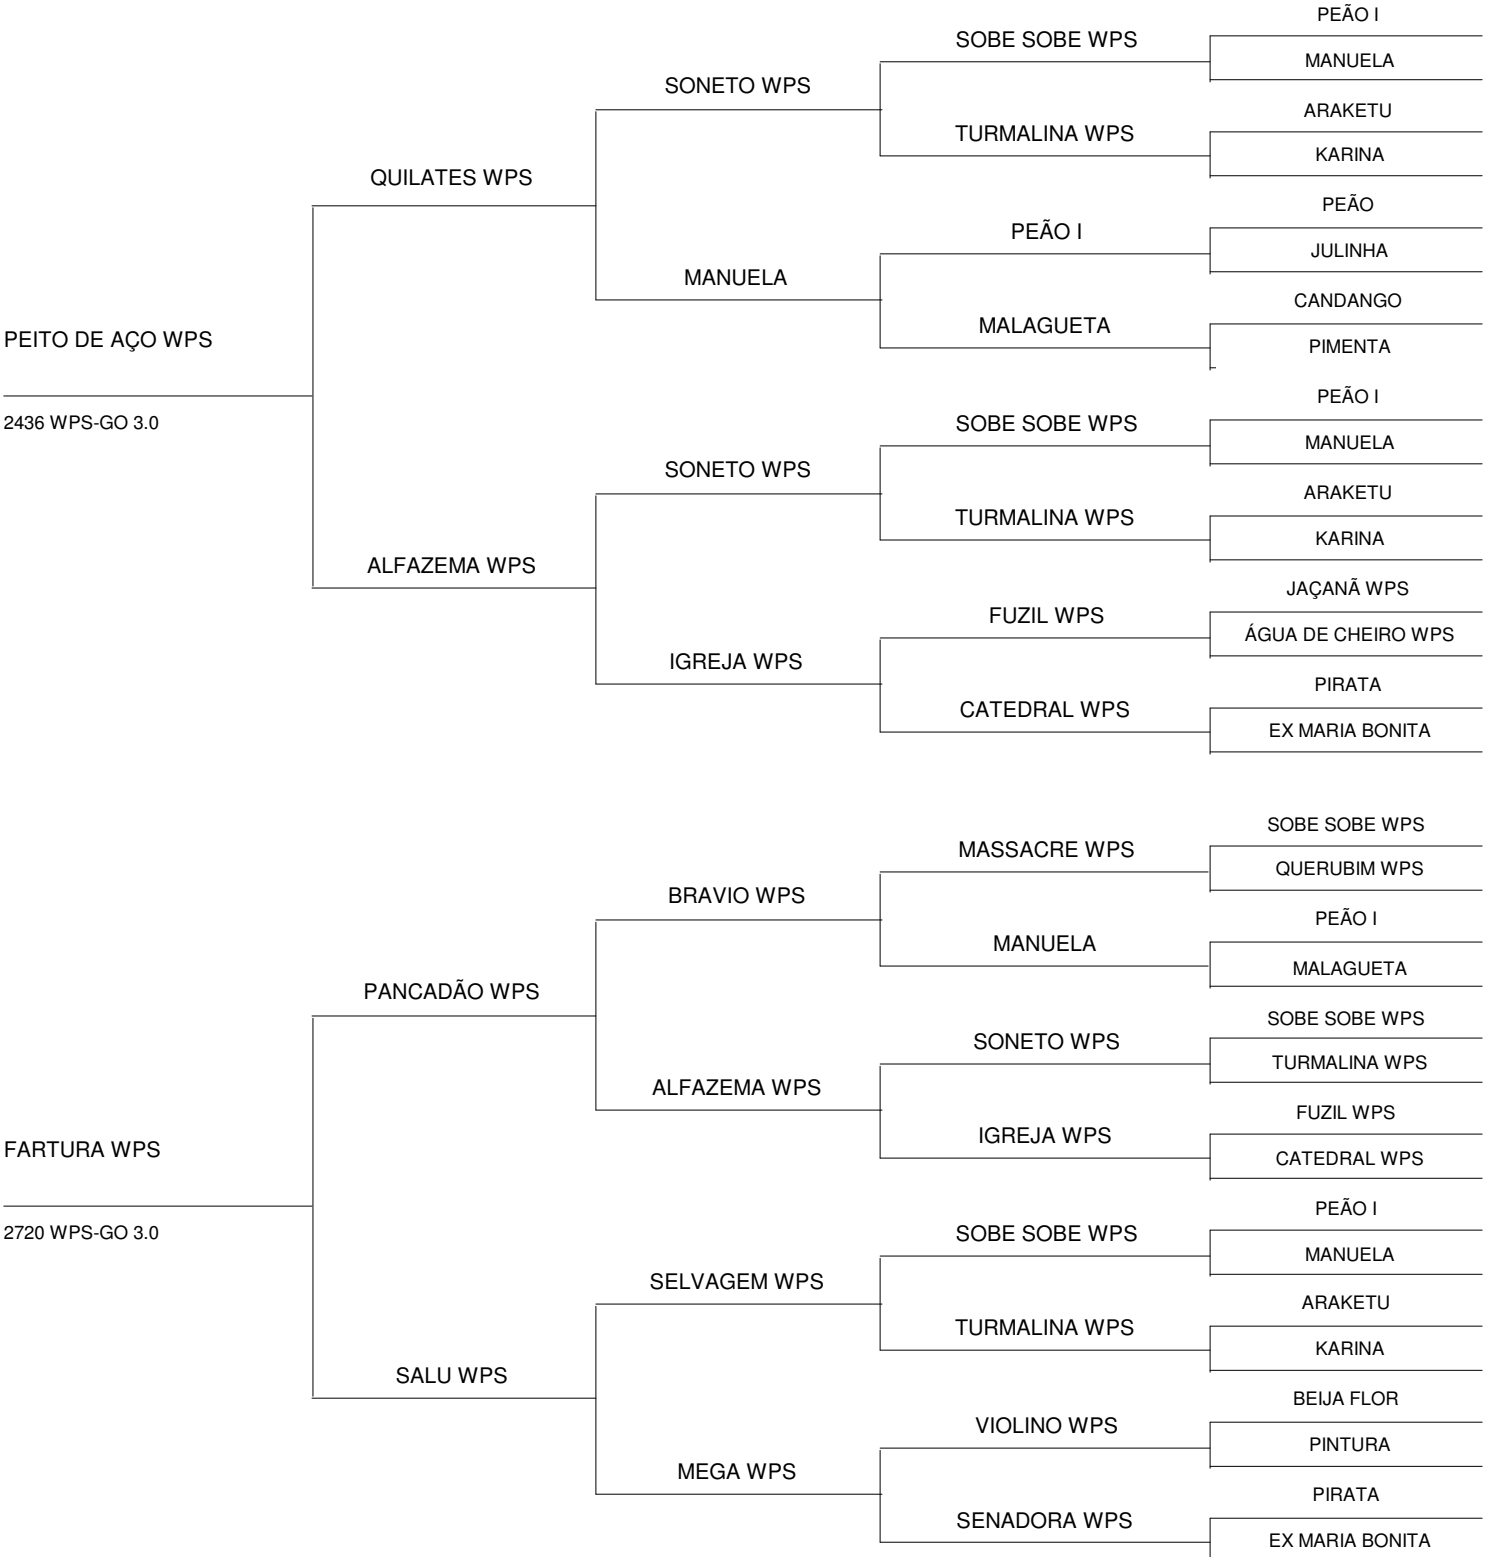 PEÃO I
SOBE SOBE WPS
MANUELA
SONETO WPS
ARAKETU
TURMALINA WPS
KARINA
QUILATES WPS
PEÃO
PEÃO I
JULINHA
MANUELA
CANDANGO
MALAGUETA
PIMENTA
PEITO DE AÇO WPS
2436 WPS-GO 3.0
PEÃO I
SOBE SOBE WPS
MANUELA
SONETO WPS
ARAKETU
TURMALINA WPS
KARINA
ALFAZEMA WPS
JAÇANÃ WPS
FUZIL WPS
ÁGUA DE CHEIRO WPS
IGREJA WPS
PIRATA
CATEDRAL WPS
EX MARIA BONITA
SOBE SOBE WPS
MASSACRE WPS
QUERUBIM WPS
BRAVIO WPS
PEÃO I
MANUELA
MALAGUETA
PANCADÃO WPS
SOBE SOBE WPS
SONETO WPS
TURMALINA WPS
ALFAZEMA WPS
FUZIL WPS
IGREJA WPS
CATEDRAL WPS
FARTURA WPS
2720 WPS-GO 3.0
PEÃO I
SOBE SOBE WPS
MANUELA
SELVAGEM WPS
ARAKETU
TURMALINA WPS
KARINA
SALU WPS
BEIJA FLOR
VIOLINO WPS
PINTURA
MEGA WPS
PIRATA
SENADORA WPS
EX MARIA BONITA